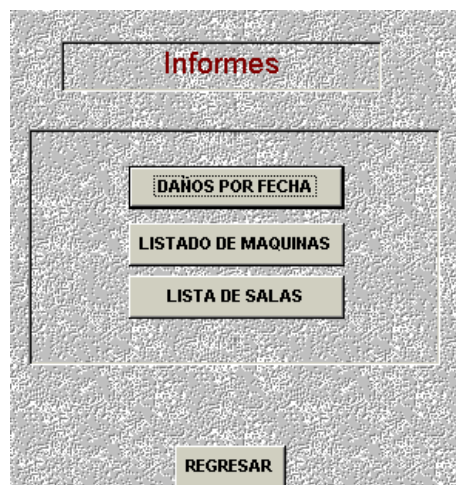 Informes
DAÑOS POR FECHA
LISTADO DE MAQUINAS
LISTA DE SALAS
REGRESAR